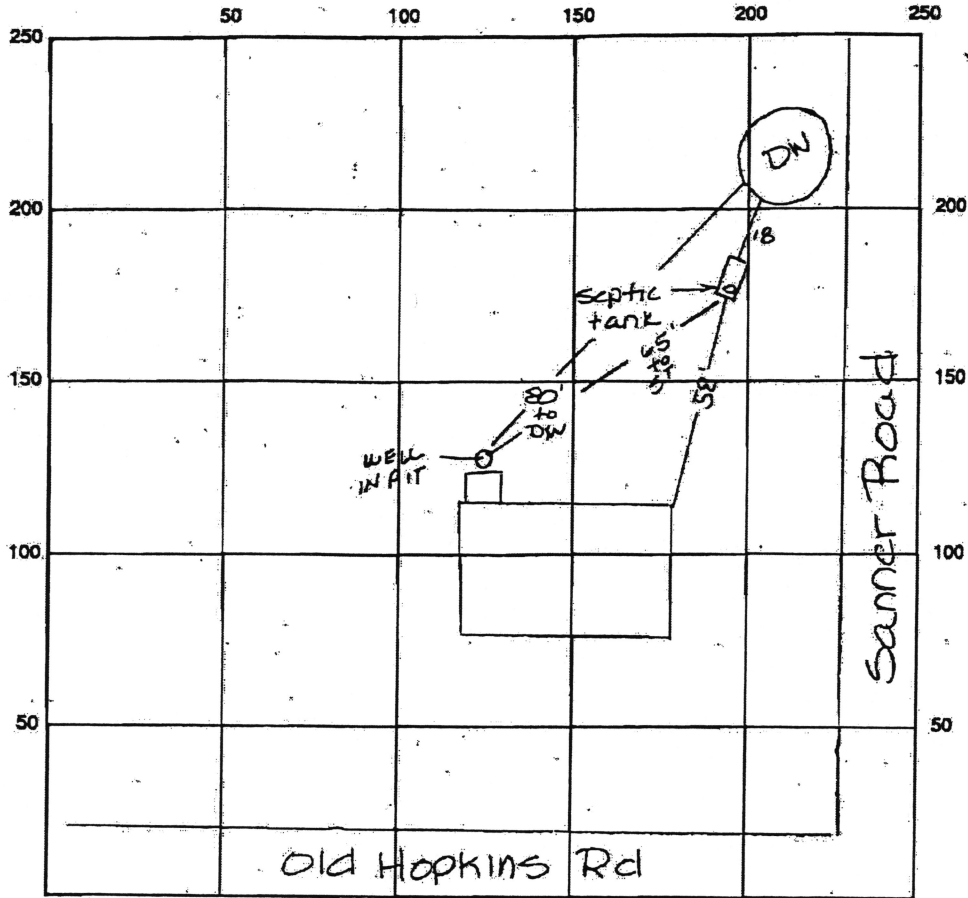 50 100 150 200 250
250
DW
200 200
18
Septic
tank
65'
to
ST
150 150
58
80'
to
DW
WELL
IN PIT
100 100
Sanner Road
50 50
Old Hopkins Rd